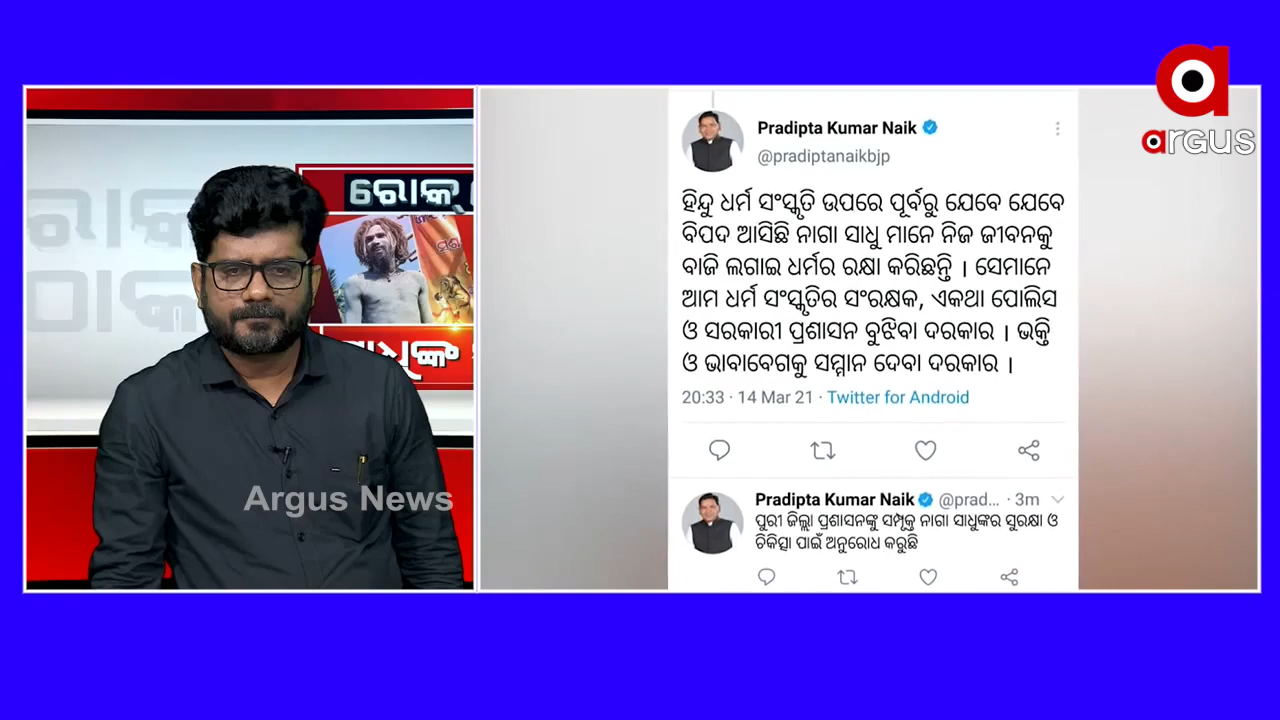 argus
ରୋକ୍
ରୋକ୍
ଠୋକ୍
Argus News
Pradipta Kumar Naik
@pradiptanaikbjp
ହିନ୍ଦୁ ଧର୍ମ ସଂସ୍କୃତି ଉପରେ ପୂର୍ବରୁ ଯେବେ ଯେବେ
ବିପଦ ଆସିଛି ନାଗା ସାଧୁ ମାନେ ନିଜ ଜୀବନକୁ
ବାଜି ଲଗାଇ ଧର୍ମର ରକ୍ଷା କରିଛନ୍ତି । ସେମାନେ
ଆମ ଧର୍ମ ସଂସ୍କୃତିର ସଂରକ୍ଷକ, ଏକଥା ପୋଲିସ
ଓ ସରକାରୀ ପ୍ରଶାସନ ବୁଝିବା ଦରକାର । ଭକ୍ତି
ଓ ଭାବାବେଗକୁ ସମ୍ମାନ ଦେବା ଦରକାର ।
20:33 · 14 Mar 21 · Twitter for Android
Pradipta Kumar Naik @prad... · 3m
ପୁରୀ ଜିଲ୍ଲା ପ୍ରଶାସନଙ୍କୁ ସମ୍ପୃକ୍ତ ନାଗା ସାଧୁଙ୍କର ସୁରକ୍ଷା ଓ
ଚିକିତ୍ସା ପାଇଁ ଅନୁରୋଧ କରୁଛି